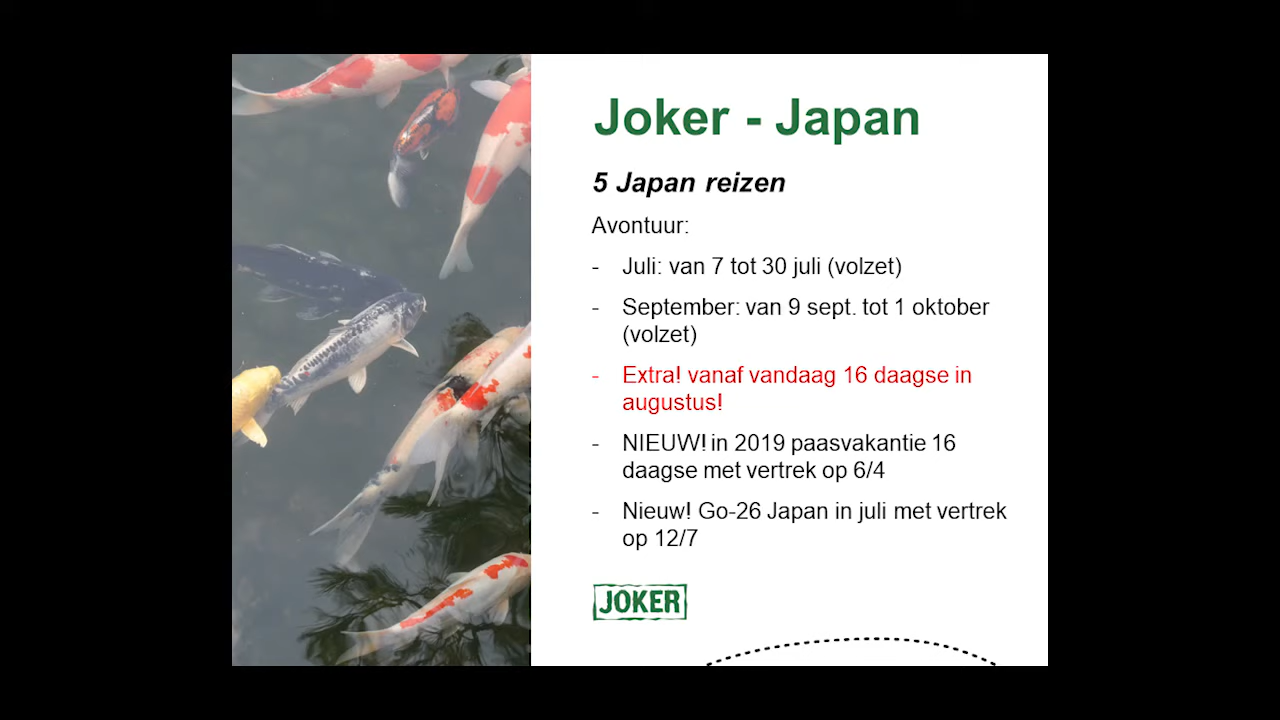 Joker - Japan
5 Japan reizen
Avontuur:
- Juli: van 7 tot 30 juli (volzet)
- September: van 9 sept. tot 1 oktober
(volzet)
- Extra! vanaf vandaag 16 daagse in
augustus!
- NIEUW! in 2019 paasvakantie 16
daagse met vertrek op 6/4
- Nieuw! Go-26 Japan in juli met vertrek
op 12/7
JOKER